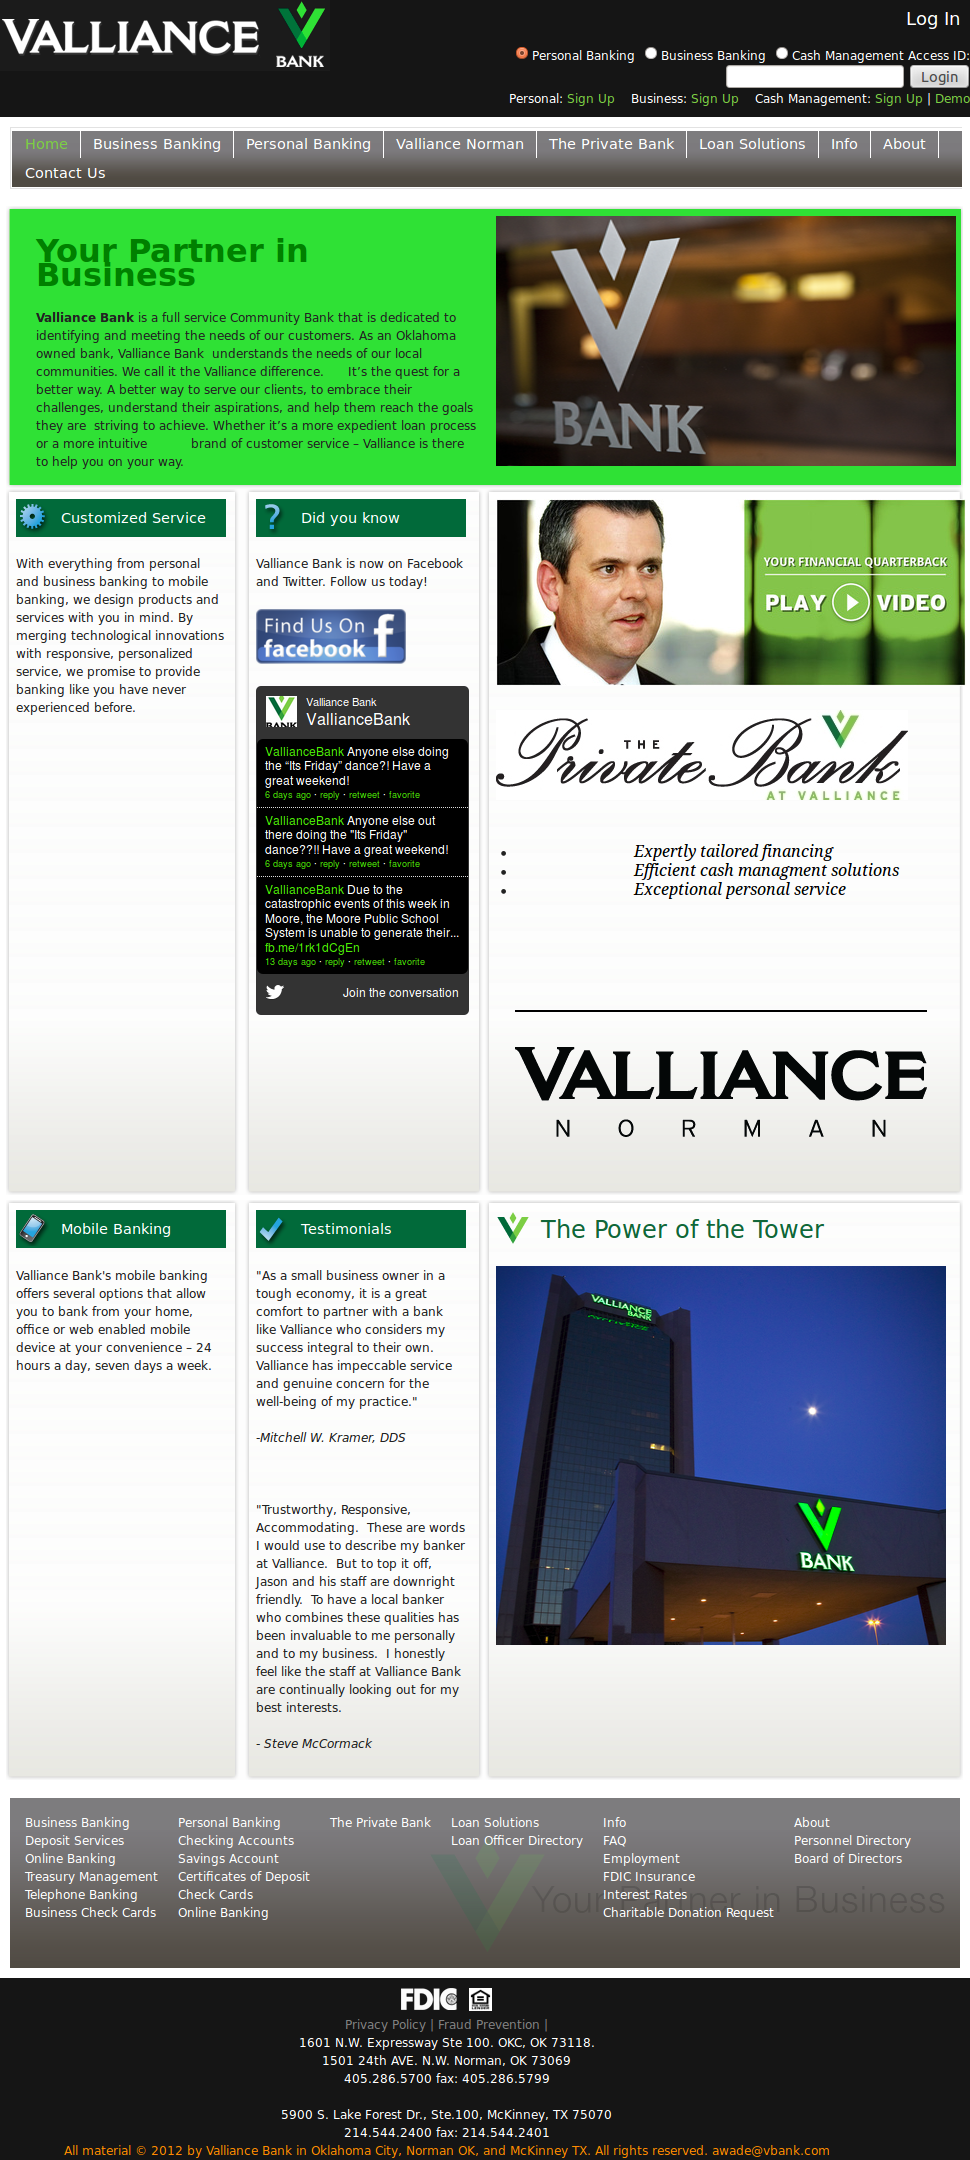 VALLIANCE
BANK
Log In
Personal Banking Business Banking Cash Management Access ID:
Login
Personal: Sign Up Business: Sign Up Cash Management: Sign Up | Demo
Home Business Banking Personal Banking Valliance Norman The Private Bank Loan Solutions Info About
Contact Us
Your Partner in
Business
Valliance Bank is a full service Community Bank that is dedicated to
identifying and meeting the needs of our customers. As an Oklahoma
owned bank, Valliance Bank understands the needs of our local
communities. We call it the Valliance difference. It’s the quest for a
better way. A better way to serve our clients, to embrace their
challenges, understand their aspirations, and help them reach the goals
they are striving to achieve. Whether it’s a more expedient loan process
or a more intuitive brand of customer service – Valliance is there
to help you on your way.
BANK
Customized Service
With everything from personal
and business banking to mobile
banking, we design products and
services with you in mind. By
merging technological innovations
with responsive, personalized
service, we promise to provide
banking like you have never
experienced before.
Did you know
Valliance Bank is now on Facebook
and Twitter. Follow us today!
Find Us On
facebook
BANK
Valliance Bank
VallianceBank
VallianceBank Anyone else doing
the “Its Friday” dance?! Have a
great weekend!
6 days ago · reply · retweet · favorite
VallianceBank Anyone else out
there doing the "Its Friday"
dance??!! Have a great weekend!
6 days ago · reply · retweet · favorite
VallianceBank Due to the
catastrophic events of this week in
Moore, the Moore Public School
System is unable to generate their...
fb.me/1rk1dCgEn
13 days ago · reply · retweet · favorite
Join the conversation
YOUR FINANCIAL QUARTERBACK
PLAY VIDEO
THE
Private Bank
AT VALLIANCE
• Expertly tailored financing
• Efficient cash managment solutions
• Exceptional personal service
VALLIANCE
NORMAN
Mobile Banking
Valliance Bank's mobile banking
offers several options that allow
you to bank from your home,
office or web enabled mobile
device at your convenience – 24
hours a day, seven days a week.
Testimonials
"As a small business owner in a
tough economy, it is a great
comfort to partner with a bank
like Valliance who considers my
success integral to their own.
Valliance has impeccable service
and genuine concern for the
well-being of my practice."
-Mitchell W. Kramer, DDS
"Trustworthy, Responsive,
Accommodating. These are words
I would use to describe my banker
at Valliance. But to top it off,
Jason and his staff are downright
friendly. To have a local banker
who combines these qualities has
been invaluable to me personally
and to my business. I honestly
feel like the staff at Valliance Bank
are continually looking out for my
best interests.
- Steve McCormack
The Power of the Tower
VALLIANCE
BANK
BANK
Business Banking
Deposit Services
Online Banking
Treasury Management
Telephone Banking
Business Check Cards
Personal Banking
Checking Accounts
Savings Account
Certificates of Deposit
Check Cards
Online Banking
The Private Bank
Loan Solutions
Loan Officer Directory
Info
FAQ
Employment
FDIC Insurance
Interest Rates
Charitable Donation Request
About
Personnel Directory
Board of Directors
Your Partner in Business
FDIC
Privacy Policy | Fraud Prevention |
1601 N.W. Expressway Ste 100. OKC, OK 73118.
1501 24th AVE. N.W. Norman, OK 73069
405.286.5700 fax: 405.286.5799
5900 S. Lake Forest Dr., Ste.100, McKinney, TX 75070
214.544.2400 fax: 214.544.2401
All material © 2012 by Valliance Bank in Oklahoma City, Norman OK, and McKinney TX. All rights reserved. awade@vbank.com